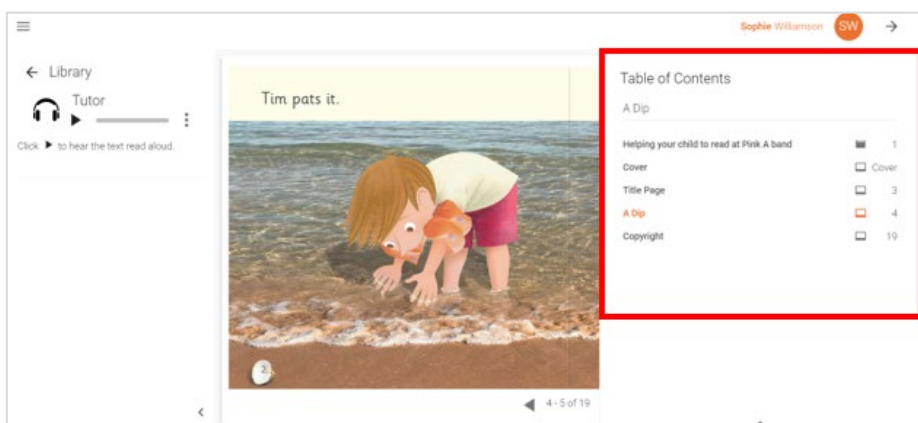 Sophie Williamson SW
Library
Tutor
Click ▶ to hear the text read aloud.
Tim pats it.
2
4 - 5 of 19
Table of Contents
A Dip
Helping your child to read at Pink A band 1
Cover Cover
Title Page 3
A Dip 4
Copyright 19